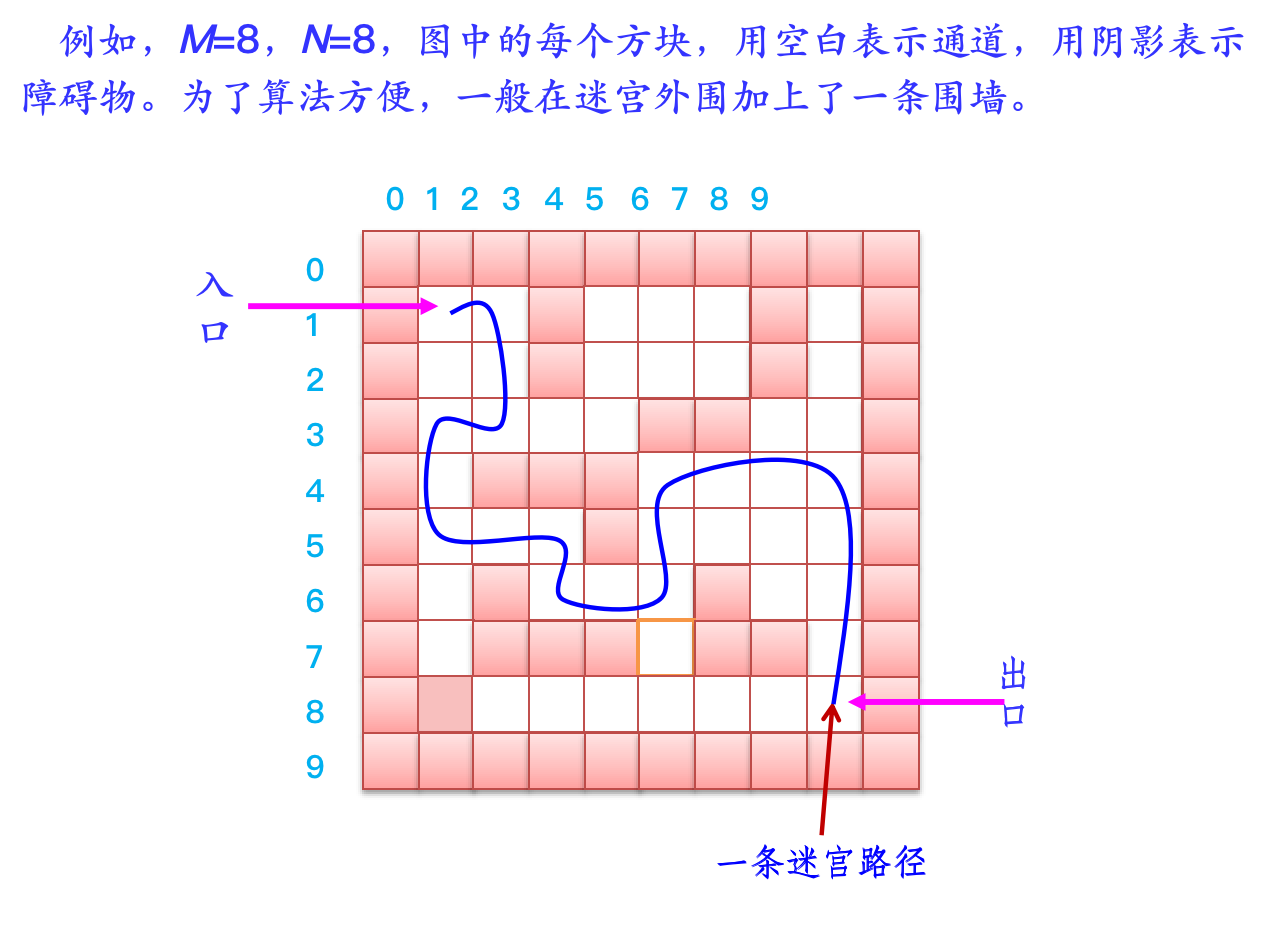 例如，M=8，N=8，图中的每个方块，用空白表示通道，用阴影表示
障碍物。为了算法方便，一般在迷宫外围加上了一条围墙。
0 1 2 3 4 5 6 7 8 9
0
入
口
1
2
3
4
5
6
7
8
9
出
口
一条迷宫路径